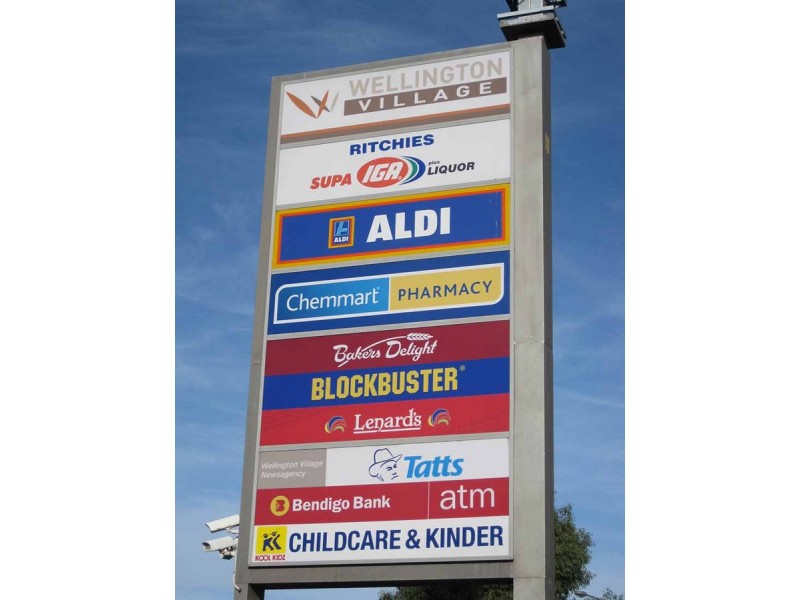 WELLINGTON
VILLAGE
RITCHIES
SUPA IGA plus LIQUOR
ALDI ALDI
Chemmart® PHARMACY
Bakers Delight
BLOCKBUSTER®
Lenard's
Wellington Village
Newsagency
Tatts
B Bendigo Bank atm
KK
KOOL KIDZ
CHILDCARE & KINDER